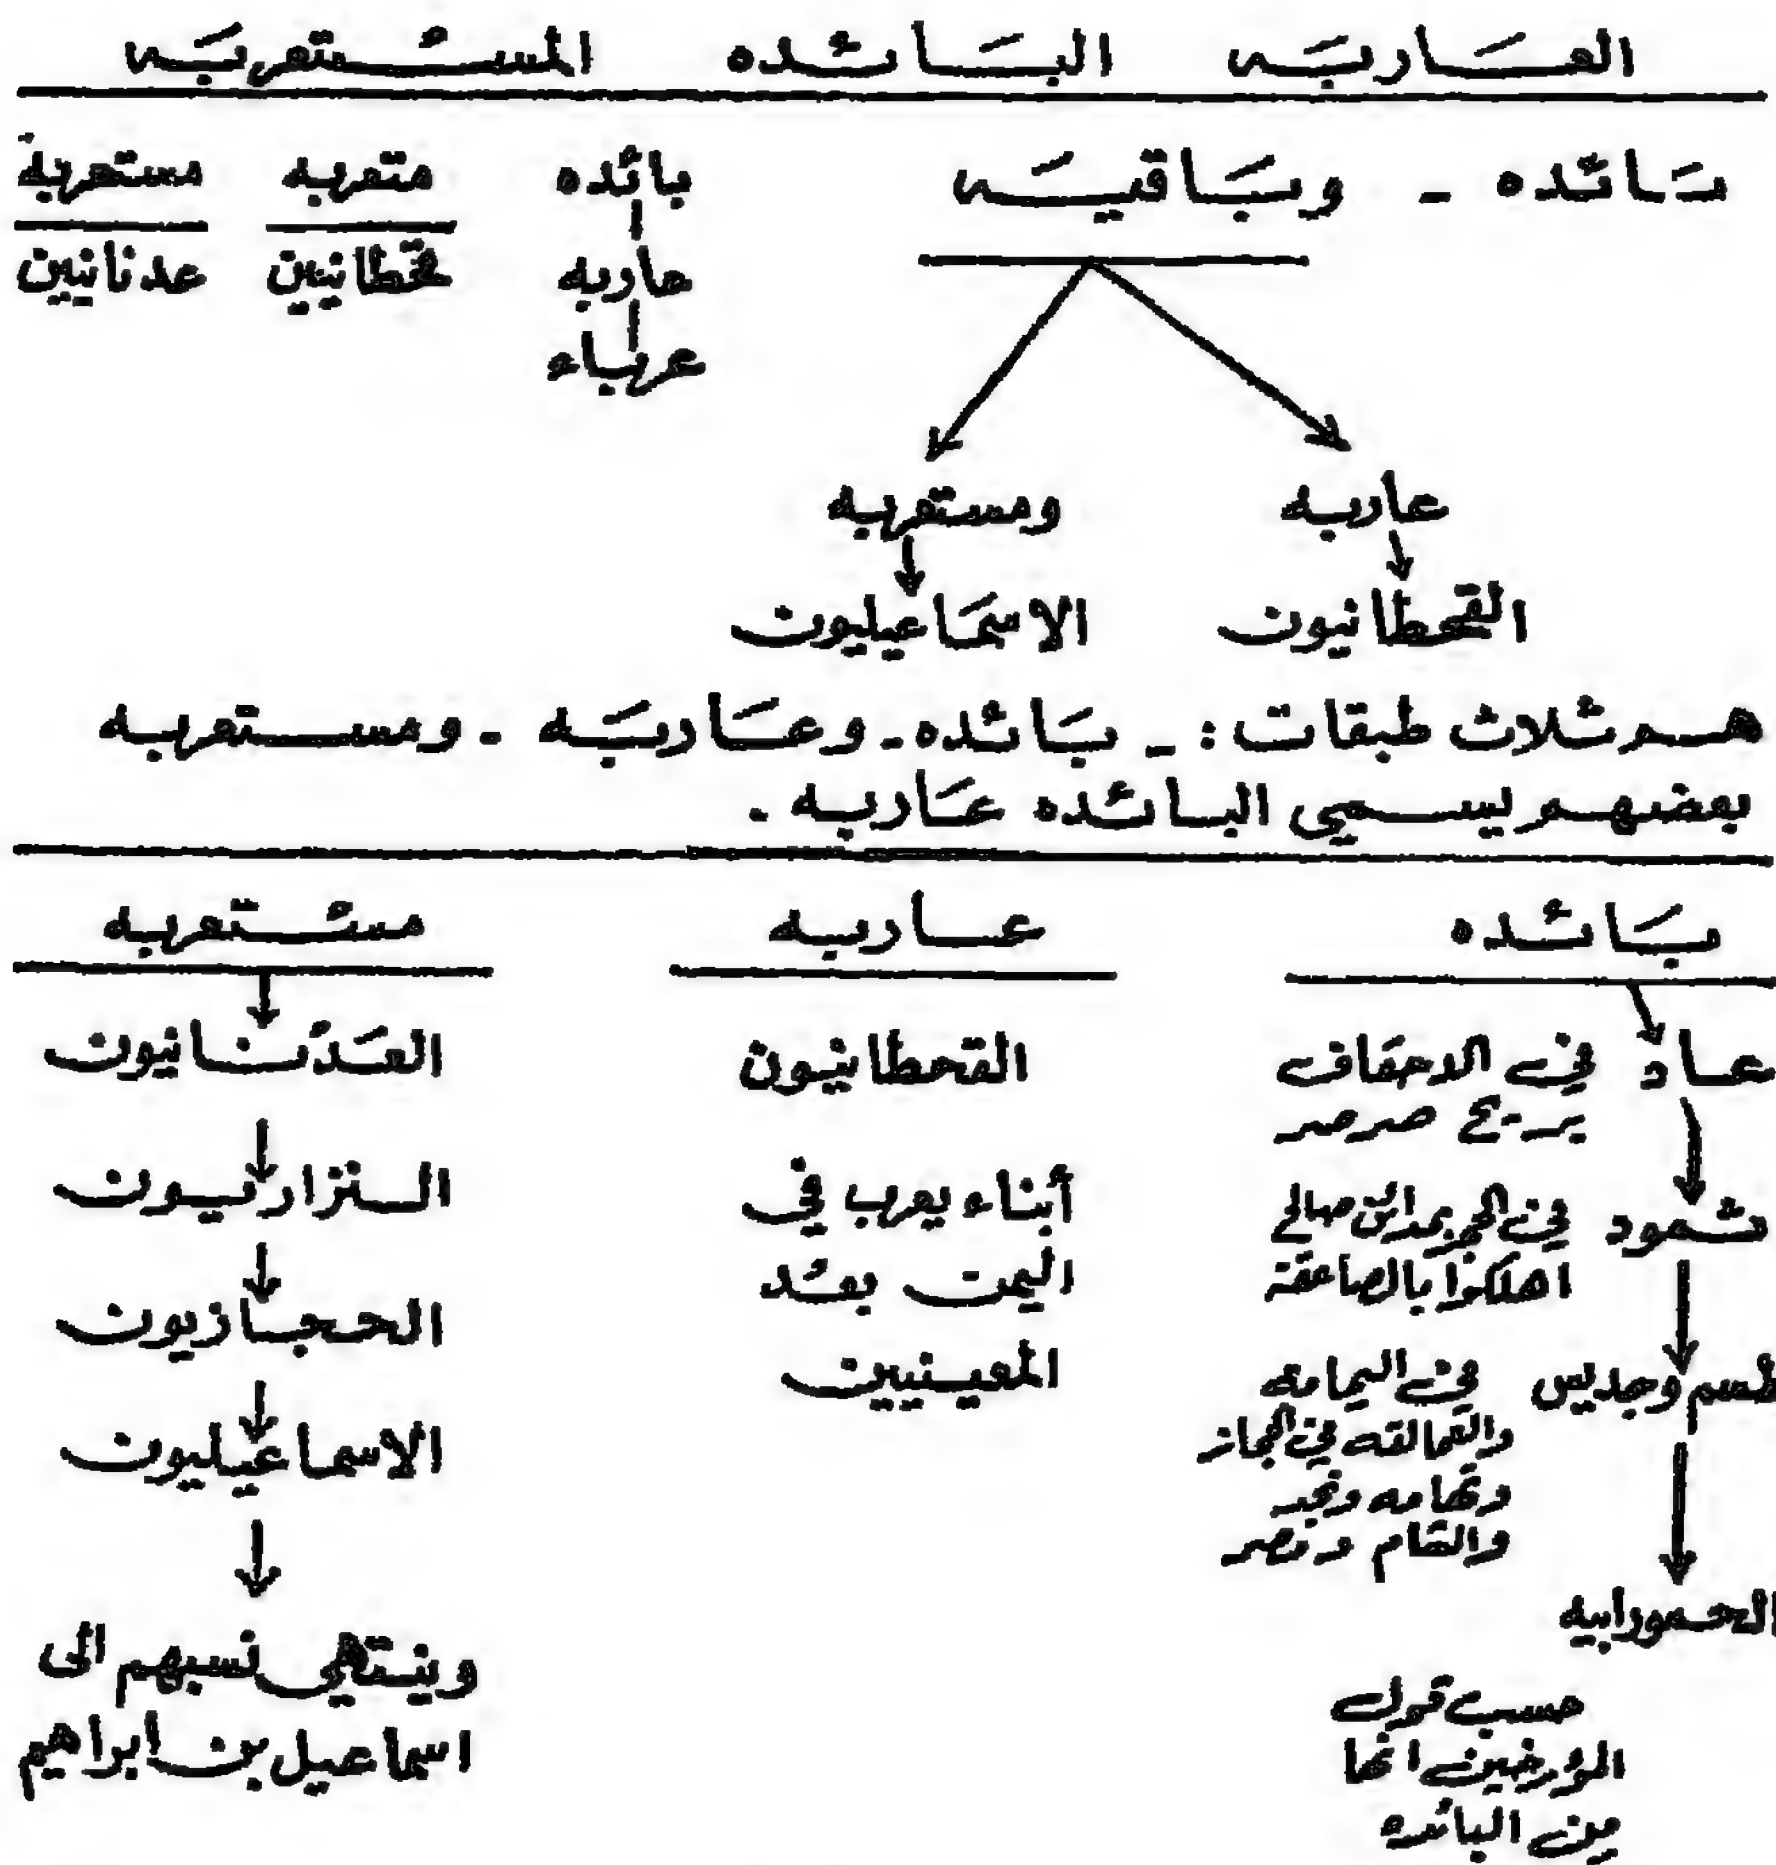 العاربه البائده المستعربه
بائده - وباقيه
بائده متعربه مستعربة
عاربه قحطانيين عدنانيين
عرباء
عاربه ومستعربه
القحطانيون الاسماعيليون
هم ثلاث طبقات : - بائده - وعاربه - ومستعربه
بعضهم يسمي البائده عاربه .
بائده عاربه مستعربه
عاد في الاحقاف
بريح صرصر
ثمود في الحجر بمدائن صالح
اهلكوا بالصاعقة
طسم وجديس في اليمامه
والعمالقه في الحجاز
وتهامه ونجد
والشام ومصر
الحمورابيه
حسب قول
المؤرخين انها
من البائده
القحطانيون
أبناء يعرب في
اليمن بعد
المعينيين
العدنانيون
النزاريون
الحجازيون
الاسماعيليون
وينتهي نسبهم الى
اسماعيل بن ابراهيم